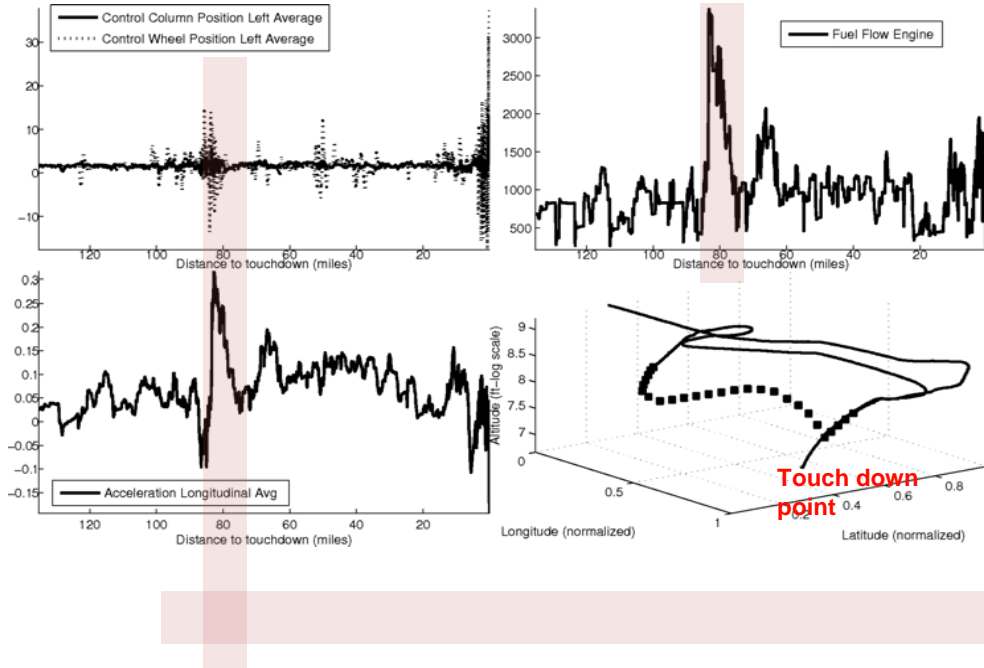 Control Column Position Left Average
Control Wheel Position Left Average
30
20
10
0
−10
120 100 80 60 40 20
Distance to touchdown (miles)
Fuel Flow Engine
3000
2500
2000
1500
1000
500
120 100 80 60 40 20
Distance to touchdown (miles)
0.3
0.25
0.2
0.15
0.1
0.05
0
−0.05
−0.1
−0.15
Acceleration Longitudinal Avg
120 100 80 60 40 20
Distance to touchdown (miles)
Altitude (ft−log scale)
9
8.5
8
7.5
7
0
0.5
1
Longitude (normalized)
0.2 0.4 0.6 0.8
Latitude (normalized)
Touch down
point